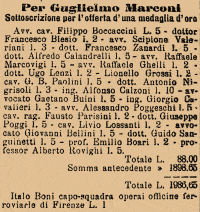 Per Guglielmo Marconi
Sottoscrizione per l'offerta d'una medaglia d'oro
Avv. cav. Filippo Boccaccini L. 5 - dottor
Francesco Blesio l. 2 - avv. Scipione Vale-
riani l. 3 - dott. Francesco Zanardi l. 5 -
dott. Alfredo Calandrelli l. 5 - avv. Raffaele
Marcovigi l. 5 - avv. Raffaele Ghelli l. 2 -
dott. Ugo Lenzi l. 2 - Lionello Grossi l. 2 -
cav. G. B. Paolini l. 5 - dott. Antonio Ne-
grisoli l. 3 - ing. Alfonso Calzoni l. 10 - av-
vocato Gaetano Buini l. 5 - ing. Giorgio Ca-
valieri l. 3 - avv. Alessandro Poggeschi l. 5 -
rag. Fausto Parisini l. 2 - dott. Giuseppe
Poggi l. 5 - cav. Livio Lossanti l. 2 - avvo-
cato Giovanni Bellini l. 5 - dott. Guido San-
guinetti l. 5 - prof. Emilio Boari l. 2 - pro-
fessor Alberto Rovighi l. 5.
Totale L. 88.00
Somma antecedente » 1898.65
Totale L. 1986,65
Italo Boni capo-squadra operai officine fer-
roviarie di Firenze L. 1